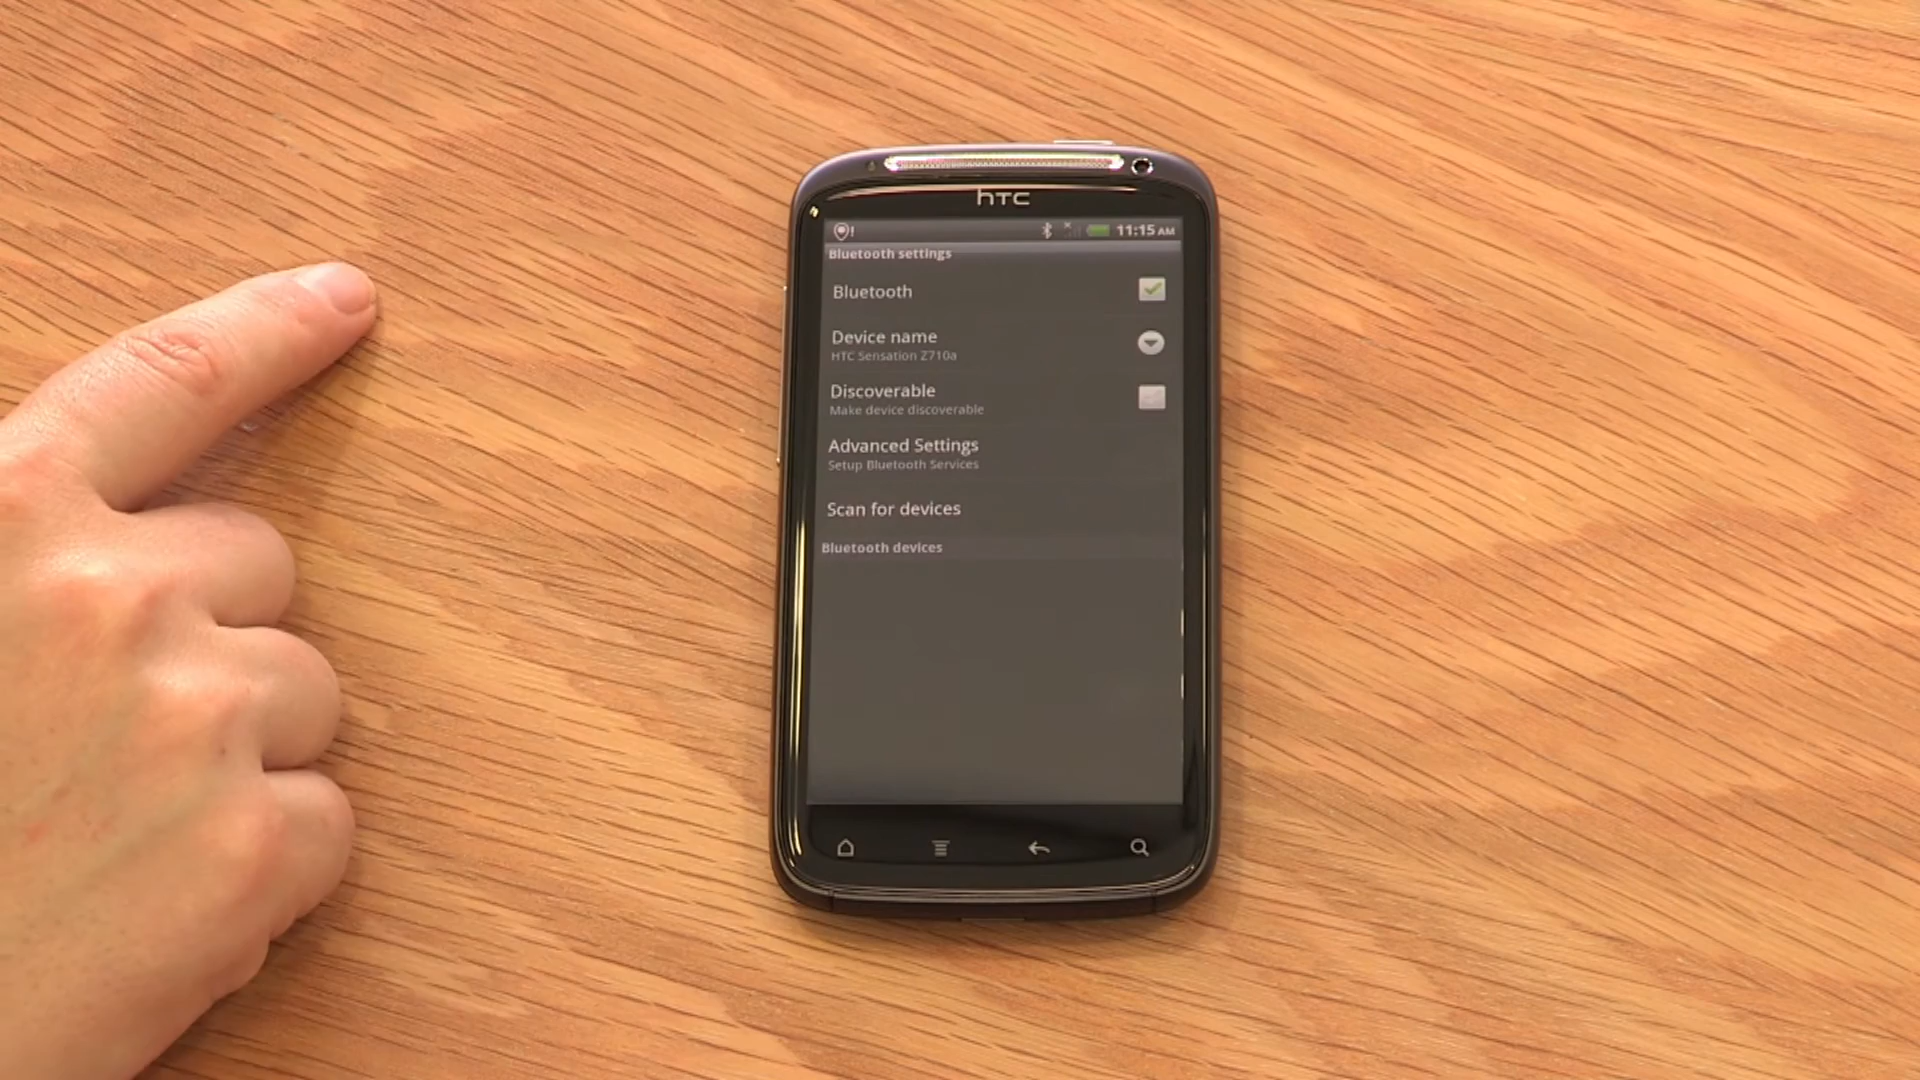 hTC
! 11:15 AM
Bluetooth settings
Bluetooth
Device name
HTC Sensation Z710a
Discoverable
Make device discoverable
Advanced Settings
Setup Bluetooth Services
Scan for devices
Bluetooth devices